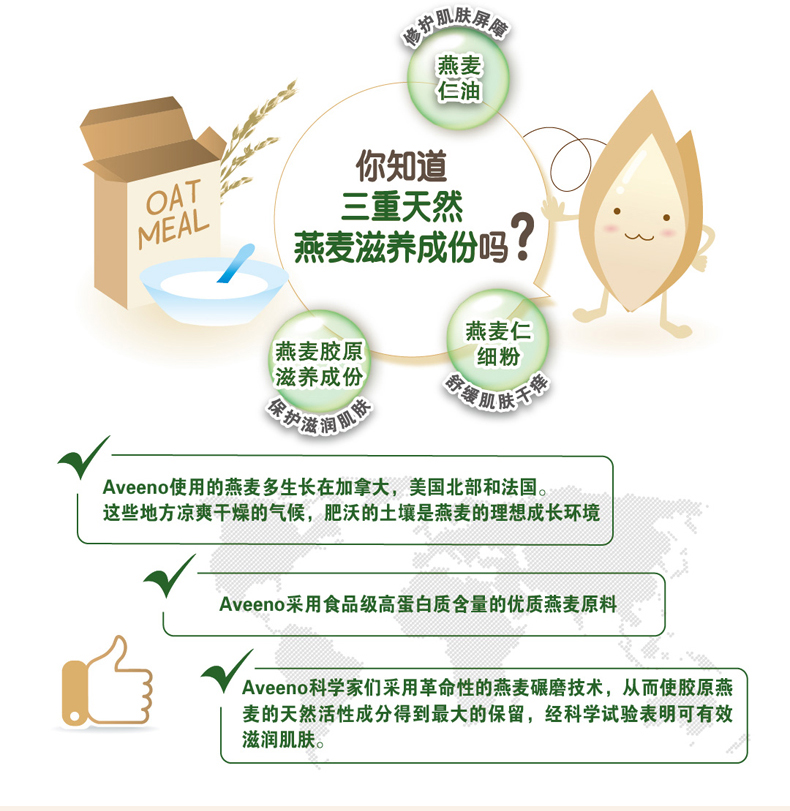 修护肌肤屏障
燕麦
仁油
你知道
三重天然
燕麦滋养成份吗?
OAT
MEAL
燕麦胶原
滋养成份
保护滋润肌肤
燕麦仁
细粉
舒缓肌肤干痒
Aveeno使用的燕麦多生长在加拿大，美国北部和法国。
这些地方凉爽干燥的气候，肥沃的土壤是燕麦的理想成长环境
Aveeno采用食品级高蛋白质含量的优质燕麦原料
Aveeno科学家们采用革命性的燕麦碾磨技术，从而使胶原燕
麦的天然活性成分得到最大的保留，经科学试验表明可有效
滋润肌肤。